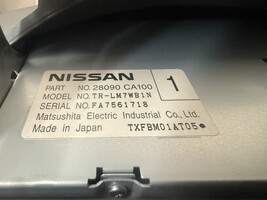 NISSAN
1
PART NO. 28090 CA100
MODEL NO. TR-LM7WB1N
SERIAL NO. FA7561718
Matsushita Electric Industrial Co., Ltd.
Made in Japan TXFBM01AT05●